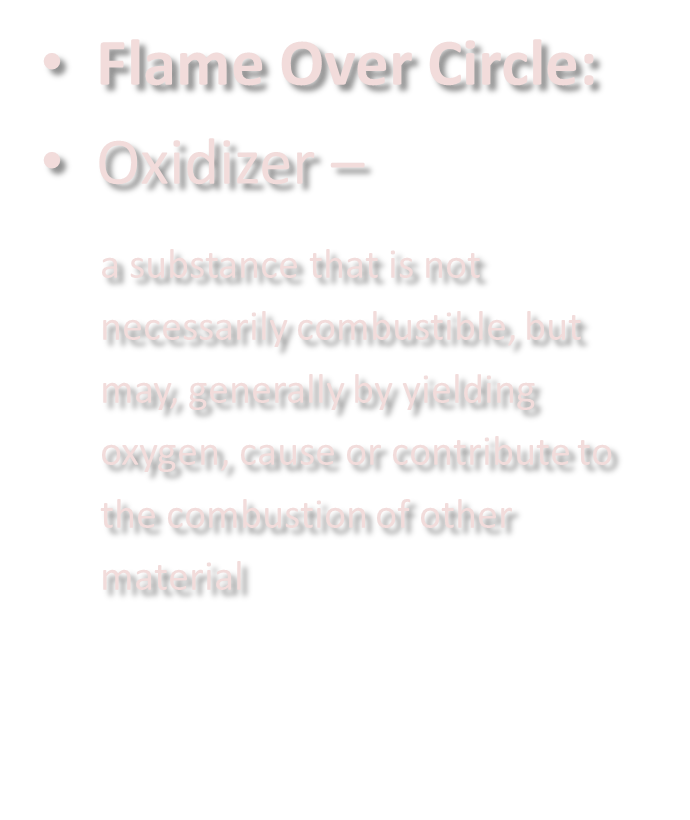 • Flame Over Circle:
• Oxidizer –
a substance that is not
necessarily combustible, but
may, generally by yielding
oxygen, cause or contribute to
the combustion of other
material